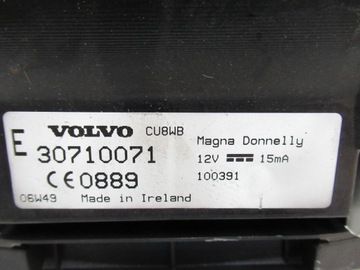 VOLVO CU8WB
E 30710071
CE0889
06W49 Made in Ireland
Magna Donnelly
12V 15mA
100391